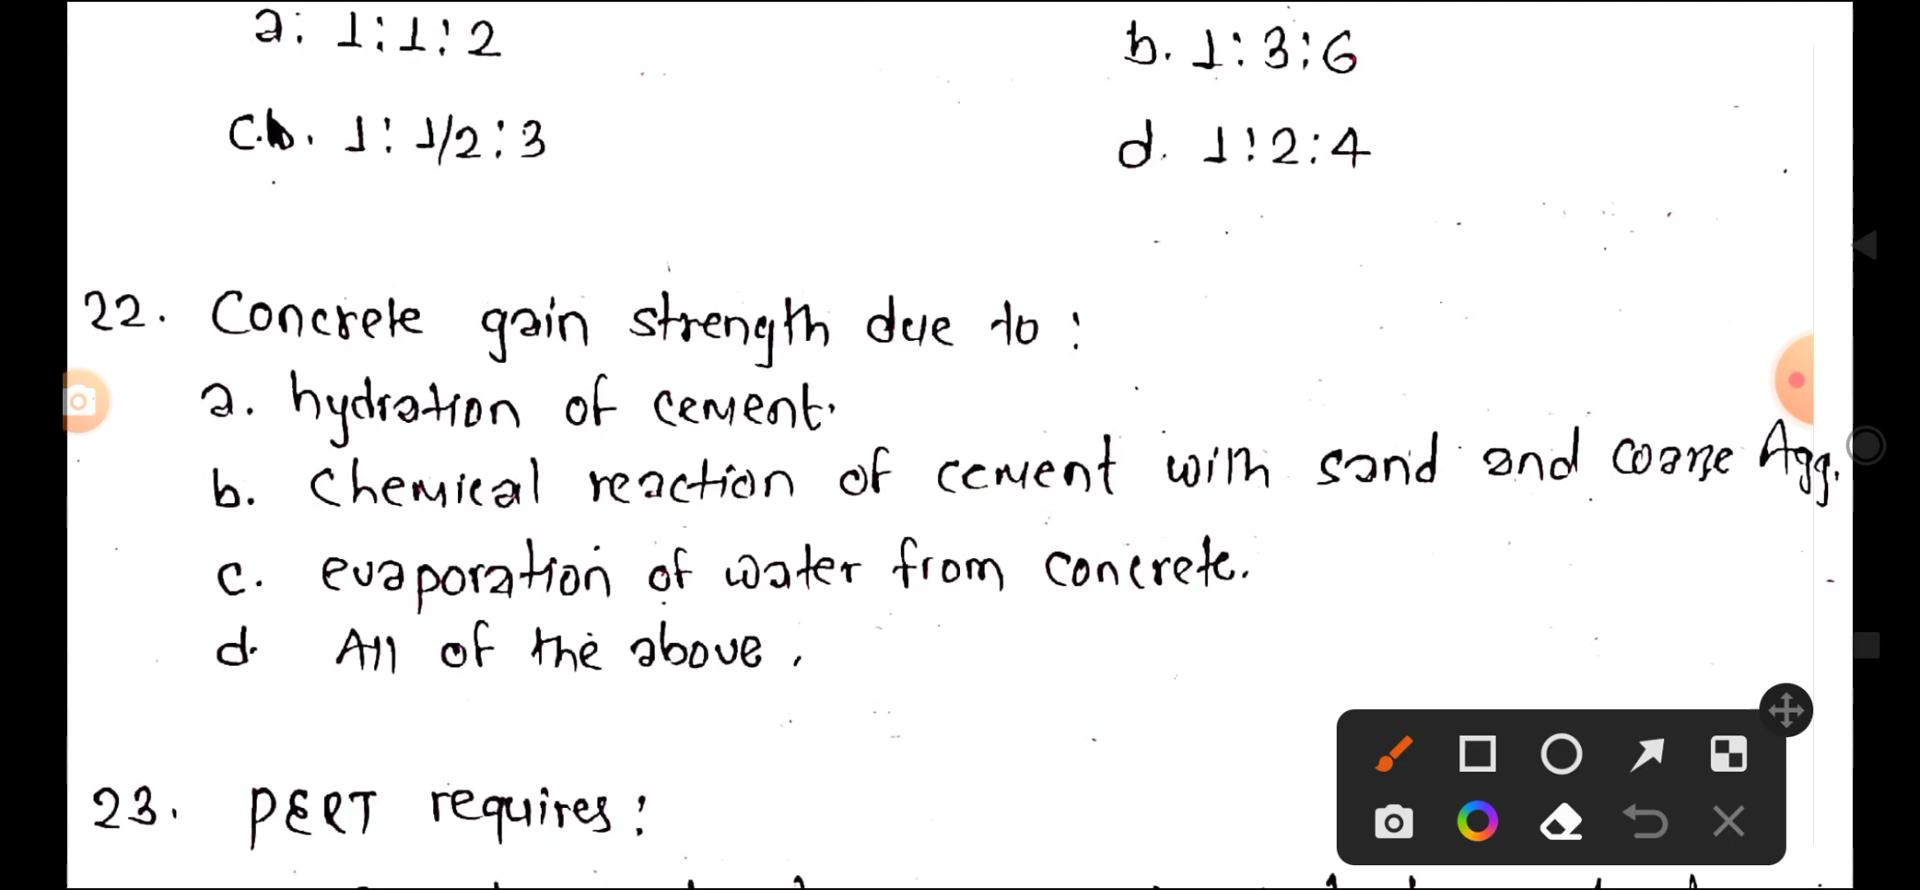 a. 1:1:2 b. 1:3:6
c. 1:1/2:3 d. 1:2:4
22. Concrete gain strength due to:
a. hydration of cement.
b. chemical reaction of cement with sand and coarse Agg.
c. evaporation of water from concrete.
d. All of the above.
23. PERT requires: